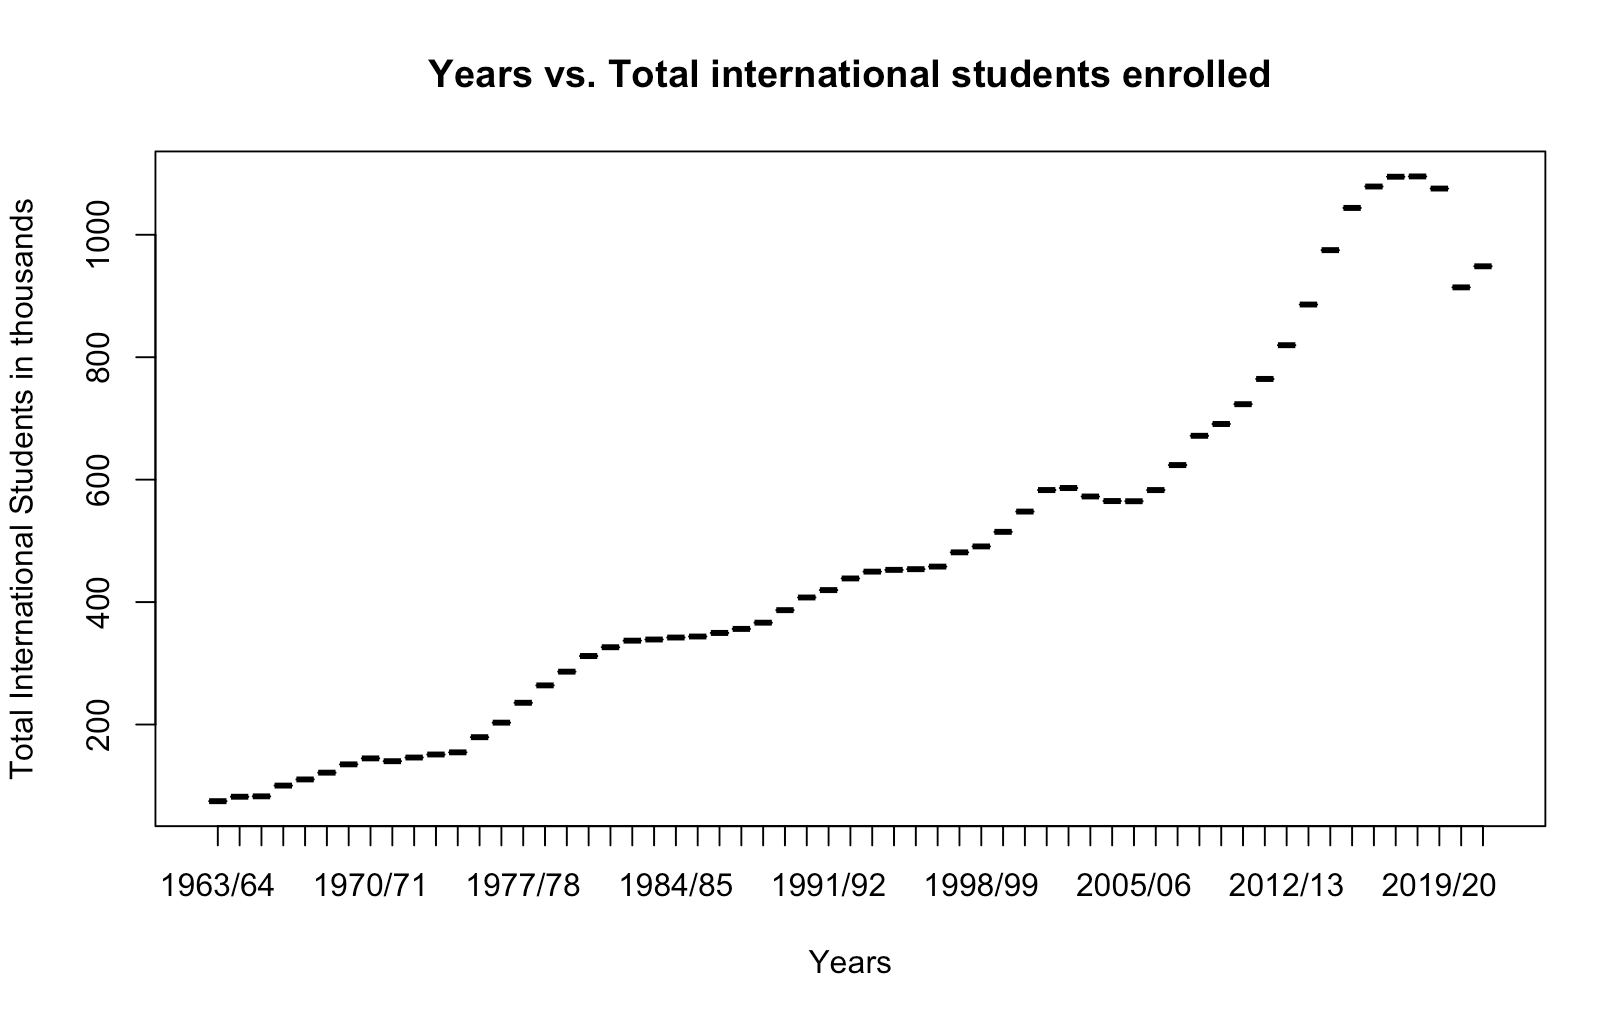 Years vs. Total international students enrolled
Total International Students in thousands
1000
800
600
400
200
1963/64 1970/71 1977/78 1984/85 1991/92 1998/99 2005/06 2012/13 2019/20
Years